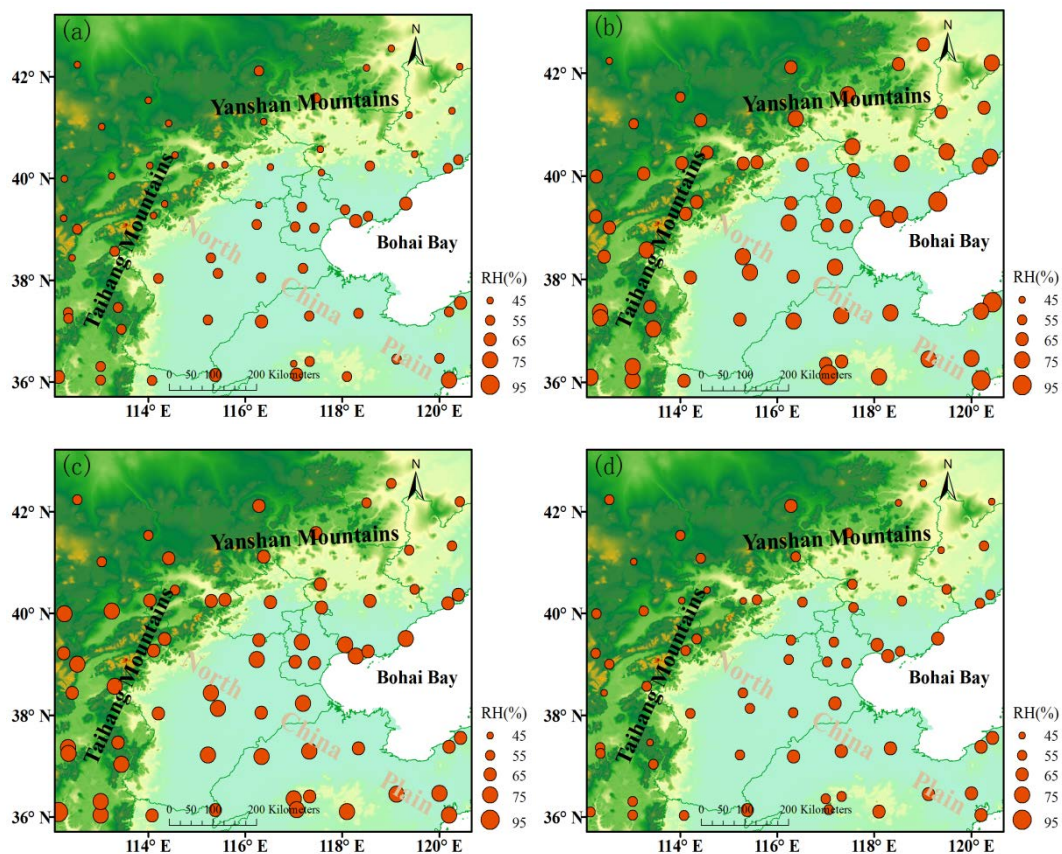 (a)
N
42° N
Yanshan Mountains
40° N
Taihang Mountains
North
Bohai Bay
38° N
China
RH(%)
45
55
65
75
95
Plain
36° N
0 50 100 200 Kilometers
114° E 116° E 118° E 120° E
(b)
N
42° N
Yanshan Mountains
40° N
Taihang Mountains
North
Bohai Bay
38° N
China
RH(%)
45
55
65
75
95
Plain
36° N
0 50 100 200 Kilometers
114° E 116° E 118° E 120° E
(c)
N
42° N
Yanshan Mountains
40° N
Taihang Mountains
North
Bohai Bay
38° N
China
RH(%)
45
55
65
75
95
Plain
36° N
0 50 100 200 Kilometers
114° E 116° E 118° E 120° E
(d)
N
42° N
Yanshan Mountains
40° N
Taihang Mountains
North
Bohai Bay
38° N
China
RH(%)
45
55
65
75
95
Plain
36° N
0 50 100 200 Kilometers
114° E 116° E 118° E 120° E